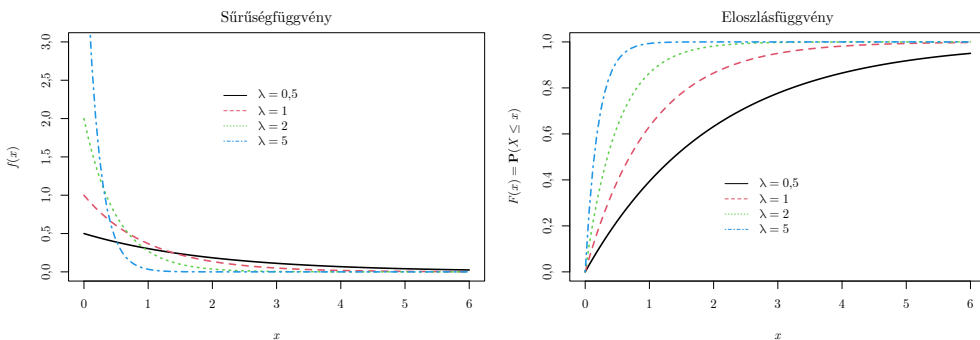 Sűrűségfüggvény
f(x)
3,0
2,5
2,0
1,5
1,0
0,5
0,0
λ = 0,5
λ = 1
λ = 2
λ = 5
0 1 2 3 4 5 6
x
Eloszlásfüggvény
F(x) = P(X ≤ x)
1,0
0,8
0,6
0,4
0,2
0,0
λ = 0,5
λ = 1
λ = 2
λ = 5
0 1 2 3 4 5 6
x